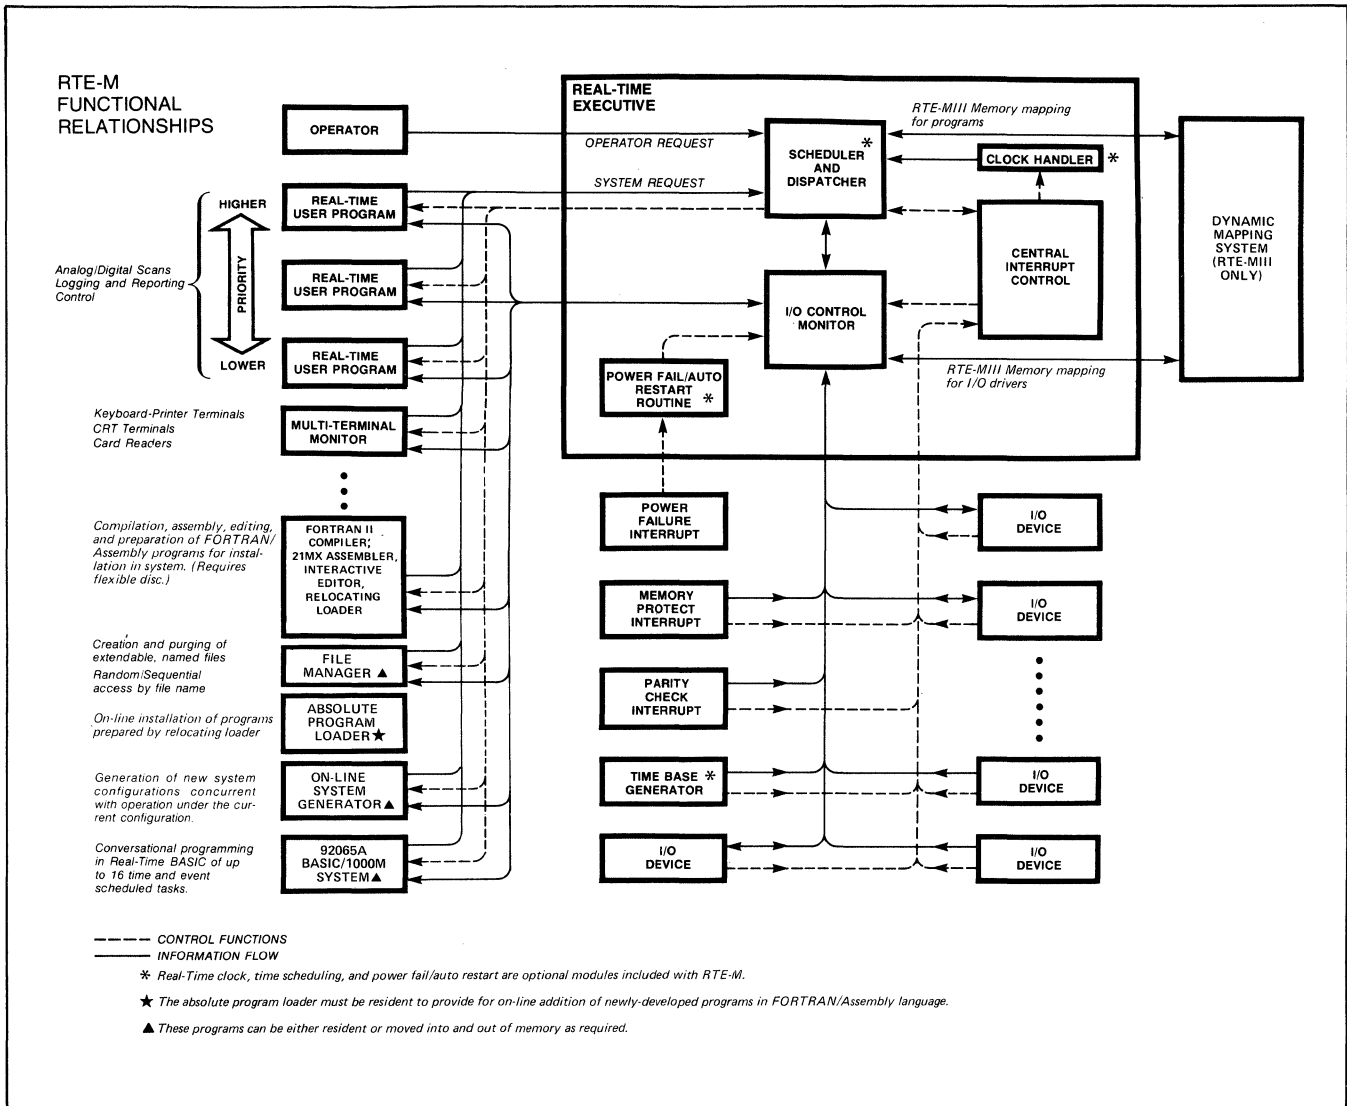 RTE-M
FUNCTIONAL
RELATIONSHIPS
OPERATOR
HIGHER
PRIORITY
LOWER
Analog/Digital Scans
Logging and Reporting
Control
REAL-TIME
USER PROGRAM
REAL-TIME
USER PROGRAM
REAL-TIME
USER PROGRAM
Keyboard-Printer Terminals
CRT Terminals
Card Readers
MULTI-TERMINAL
MONITOR
Compilation, assembly, editing,
and preparation of FORTRAN/
Assembly programs for instal-
lation in system. (Requires
flexible disc.)
FORTRAN II
COMPILER;
21MX ASSEMBLER,
INTERACTIVE
EDITOR,
RELOCATING
LOADER
Creation and purging of
extendable, named files
Random/Sequential
access by file name
FILE
MANAGER ▲
On-line installation of programs
prepared by relocating loader
ABSOLUTE
PROGRAM
LOADER ★
Generation of new system
configurations concurrent
with operation under the cur-
rent configuration.
ON-LINE
SYSTEM
GENERATOR ▲
Conversational programming
in Real-Time BASIC of up
to 16 time and event
scheduled tasks.
92065A
BASIC/1000M
SYSTEM ▲
REAL-TIME
EXECUTIVE
OPERATOR REQUEST
SYSTEM REQUEST
SCHEDULER *
AND
DISPATCHER
RTE-MIII Memory mapping
for programs
CLOCK HANDLER *
CENTRAL
INTERRUPT
CONTROL
I/O CONTROL
MONITOR
RTE-MIII Memory mapping
for I/O drivers
POWER FAIL/AUTO
RESTART
ROUTINE *
DYNAMIC
MAPPING
SYSTEM
(RTE-MIII
ONLY)
POWER
FAILURE
INTERRUPT
I/O
DEVICE
MEMORY
PROTECT
INTERRUPT
I/O
DEVICE
PARITY
CHECK
INTERRUPT
TIME BASE *
GENERATOR
I/O
DEVICE
I/O
DEVICE
I/O
DEVICE
CONTROL FUNCTIONS
INFORMATION FLOW
* Real-Time clock, time scheduling, and power fail/auto restart are optional modules included with RTE-M.
★ The absolute program loader must be resident to provide for on-line addition of newly-developed programs in FORTRAN/Assembly language.
▲ These programs can be either resident or moved into and out of memory as required.